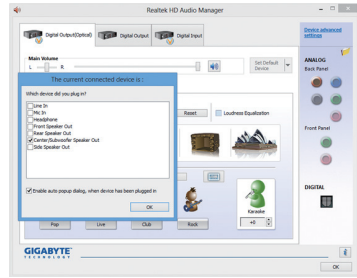 Realtek HD Audio Manager
Digital Output(Optical)
Digital Output
Digital Input
Device advanced settings
Main Volume
L
R
Set Default Device
ANALOG
Back Panel
The current connected device is :
Which device did you plug in?
Line In
Mic In
Headphone
Front Speaker Out
Rear Speaker Out
Center/Subwoofer Speaker Out
Side Speaker Out
Enable auto popup dialog, when device has been plugged in
OK
Reset
Loudness Equalization
Front Panel
DIGITAL
Karaoke
Pop
Live
Club
Rock
+0
GIGABYTE
TECHNOLOGY
OK